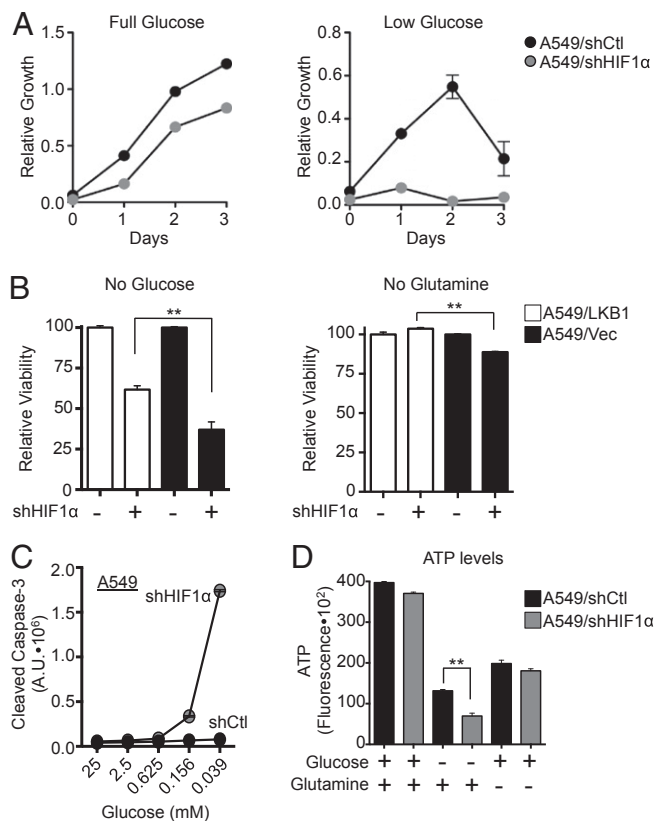 A
Full Glucose
Relative Growth
1.5
1.0
0.5
0.0
0 1 2 3
Days
Low Glucose
Relative Growth
0.8
0.6
0.4
0.2
0.0
0 1 2 3
Days
A549/shCtl
A549/shHIF1α
B
No Glucose
Relative Viability
100
75
50
25
0
**
shHIF1α - + - +
No Glutamine
Relative Viability
100
75
50
25
0
**
shHIF1α - + - +
A549/LKB1
A549/Vec
C
A549
Cleaved Caspase-3
(A.U.•10⁶)
2.0
1.5
0.5
0.0
shHIF1α
shCtl
25 2.5 0.625 0.156 0.039
Glucose (mM)
D
ATP levels
ATP
(Fluorescence•10²)
400
200
100
0
**
A549/shCtl
A549/shHIF1α
Glucose + + - - + +
Glutamine + + + + - -